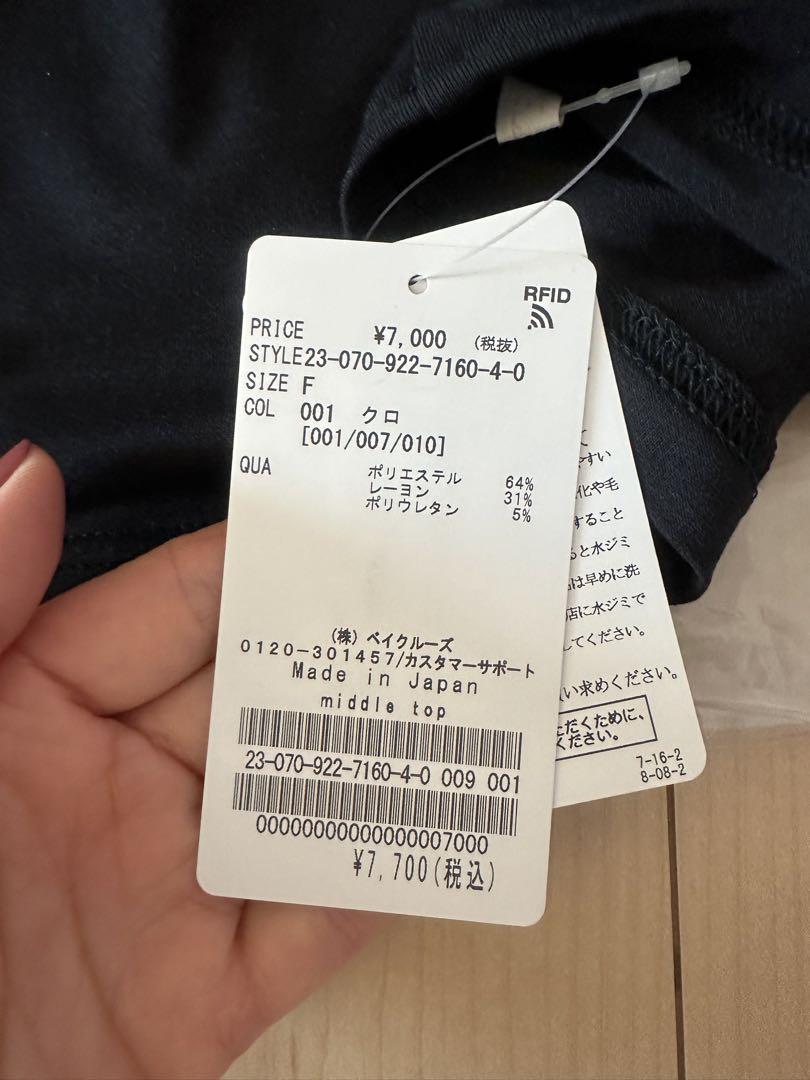 RFID
PRICE ¥7,000 (税抜)
STYLE23-070-922-7160-4-0
SIZE F
COL 001 クロ
[001/007/010]
QUA ポリエステル 64%
レーヨン 31%
ポリウレタン 5%
(株) ベイクルーズ
0120-301457/カスタマーサポート
Made in Japan
middle top
23-070-922-7160-4-0 009 001
00000000000000007000
¥7,700(税込)
すい
化や毛
すること
ると水ジミ
は早めに洗
店に水ジミで
してください。
い求めください。
ただくために、
ください。
7-16-2
8-08-2